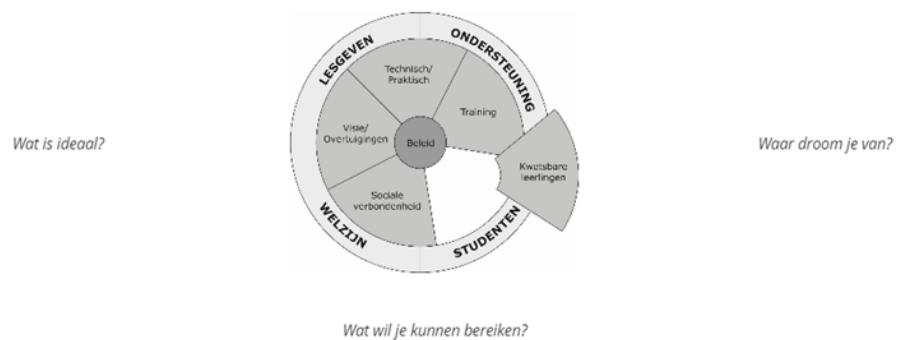 LESGEVEN
ONDERSTEUNING
Technisch/
Praktisch
Training
Wat is ideaal?
Visie/
Overtuigingen
Beleid
Waar droom je van?
Kwetsbare
leerlingen
Sociale
verbondenheid
WELZIJN
STUDENTEN
Wat wil je kunnen bereiken?